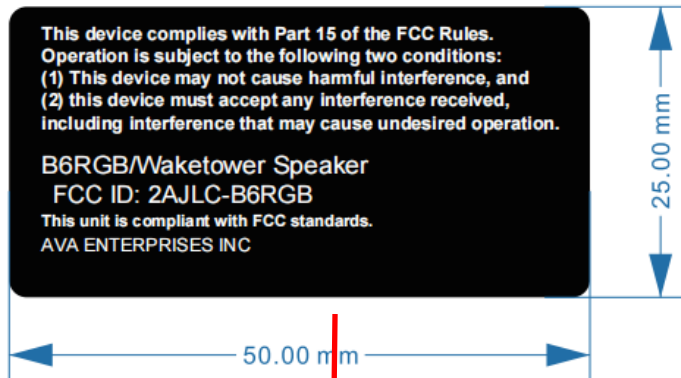 This device complies with Part 15 of the FCC Rules.
Operation is subject to the following two conditions:
(1) This device may not cause harmful interference, and
(2) this device must accept any interference received,
including interference that may cause undesired operation.
B6RGB/Waketower Speaker
FCC ID: 2AJLC-B6RGB
This unit is compliant with FCC standards.
AVA ENTERPRISES INC
25.00 mm
50.00 mm